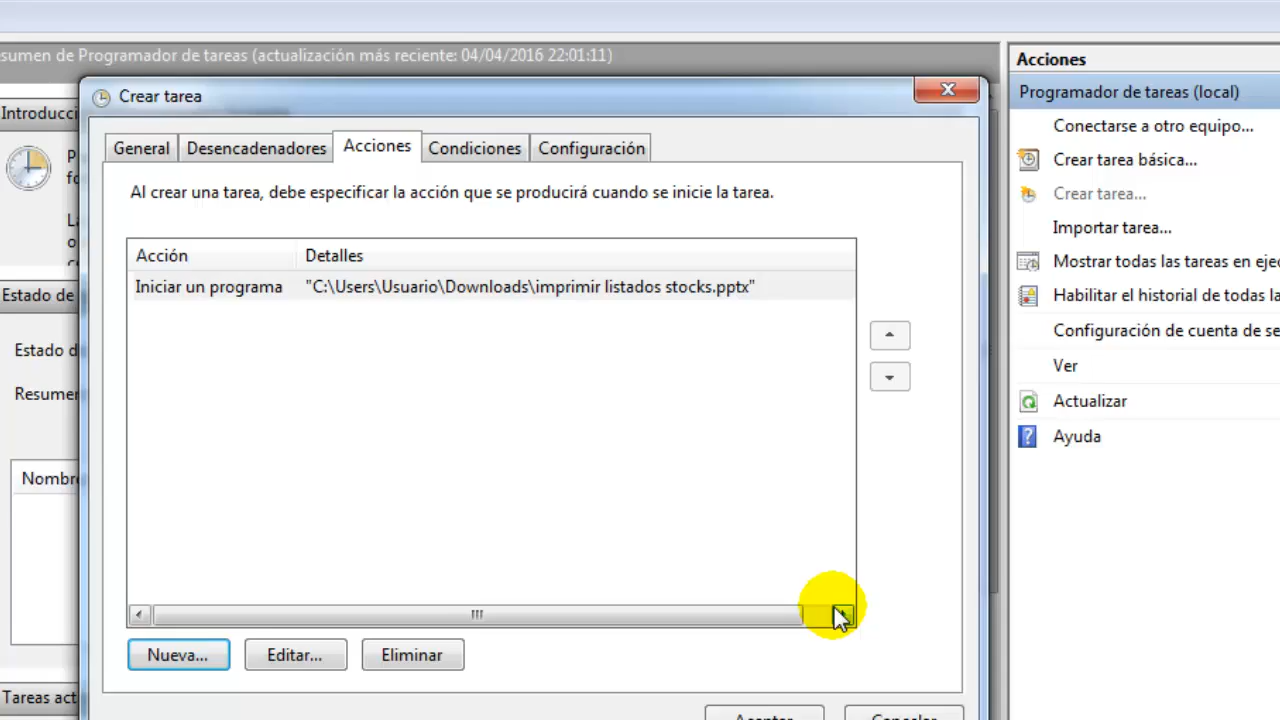 sumen de Programador de tareas (actualización más reciente: 04/04/2016 22:01:11)
Introducci
Estado de
Estado d
Resumen
Nombre
Tareas act
Crear tarea
General
Desencadenadores
Acciones
Condiciones
Configuración
Al crear una tarea, debe especificar la acción que se producirá cuando se inicie la tarea.
Acción Detalles
Iniciar un programa "C:\Users\Usuario\Downloads\imprimir listados stocks.pptx"
Nueva...
Editar...
Eliminar
Aceptar
Cancelar
Acciones
Programador de tareas (local)
Conectarse a otro equipo...
Crear tarea básica...
Crear tarea...
Importar tarea...
Mostrar todas las tareas en eje
Habilitar el historial de todas la
Configuración de cuenta de se
Ver
Actualizar
Ayuda